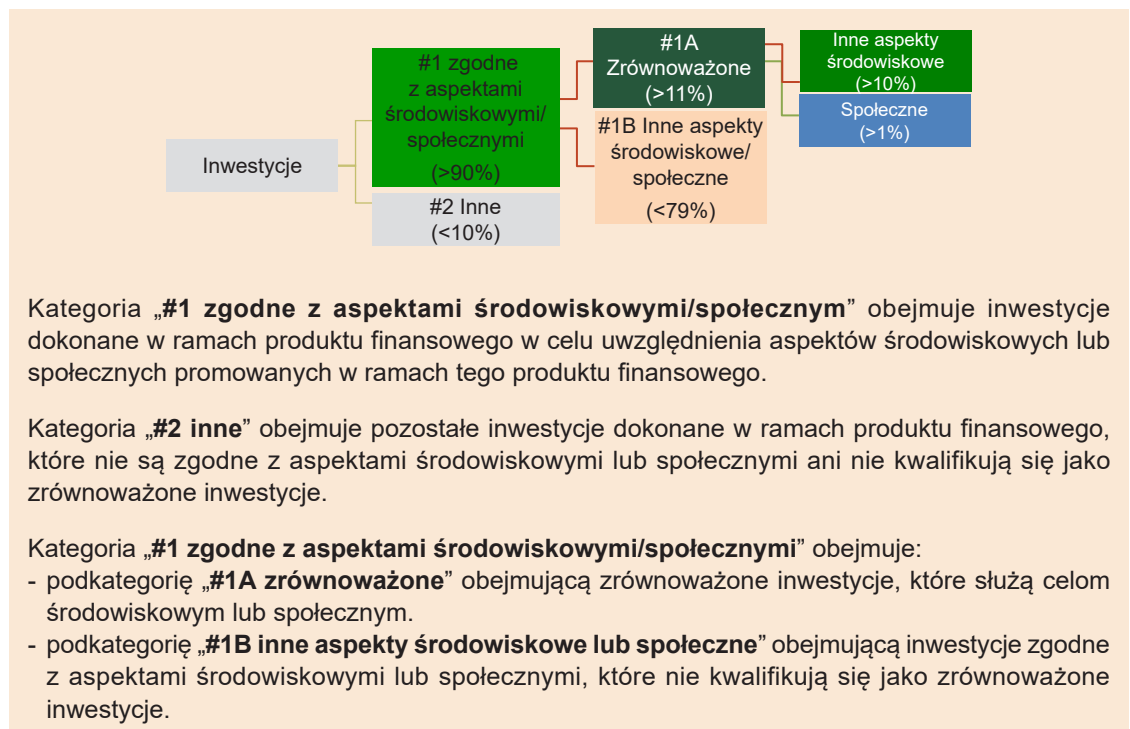 Inwestycje
#1 zgodne
z aspektami
środowiskowymi/
społecznymi
(>90%)
#2 Inne
(<10%)
#1A
Zrównoważone
(>11%)
#1B Inne aspekty
środowiskowe/
społeczne
(<79%)
Inne aspekty
środowiskowe
(>10%)
Społeczne
(>1%)
Kategoria „#1 zgodne z aspektami środowiskowymi/społecznym” obejmuje inwestycje
dokonane w ramach produktu finansowego w celu uwzględnienia aspektów środowiskowych lub
społecznych promowanych w ramach tego produktu finansowego.
Kategoria „#2 inne” obejmuje pozostałe inwestycje dokonane w ramach produktu finansowego,
które nie są zgodne z aspektami środowiskowymi lub społecznymi ani nie kwalifikują się jako
zrównoważone inwestycje.
Kategoria „#1 zgodne z aspektami środowiskowymi/społecznymi” obejmuje:
- podkategorię „#1A zrównoważone” obejmującą zrównoważone inwestycje, które służą celom
środowiskowym lub społecznym.
- podkategorię „#1B inne aspekty środowiskowe lub społeczne” obejmującą inwestycje zgodne
z aspektami środowiskowymi lub społecznymi, które nie kwalifikują się jako zrównoważone
inwestycje.